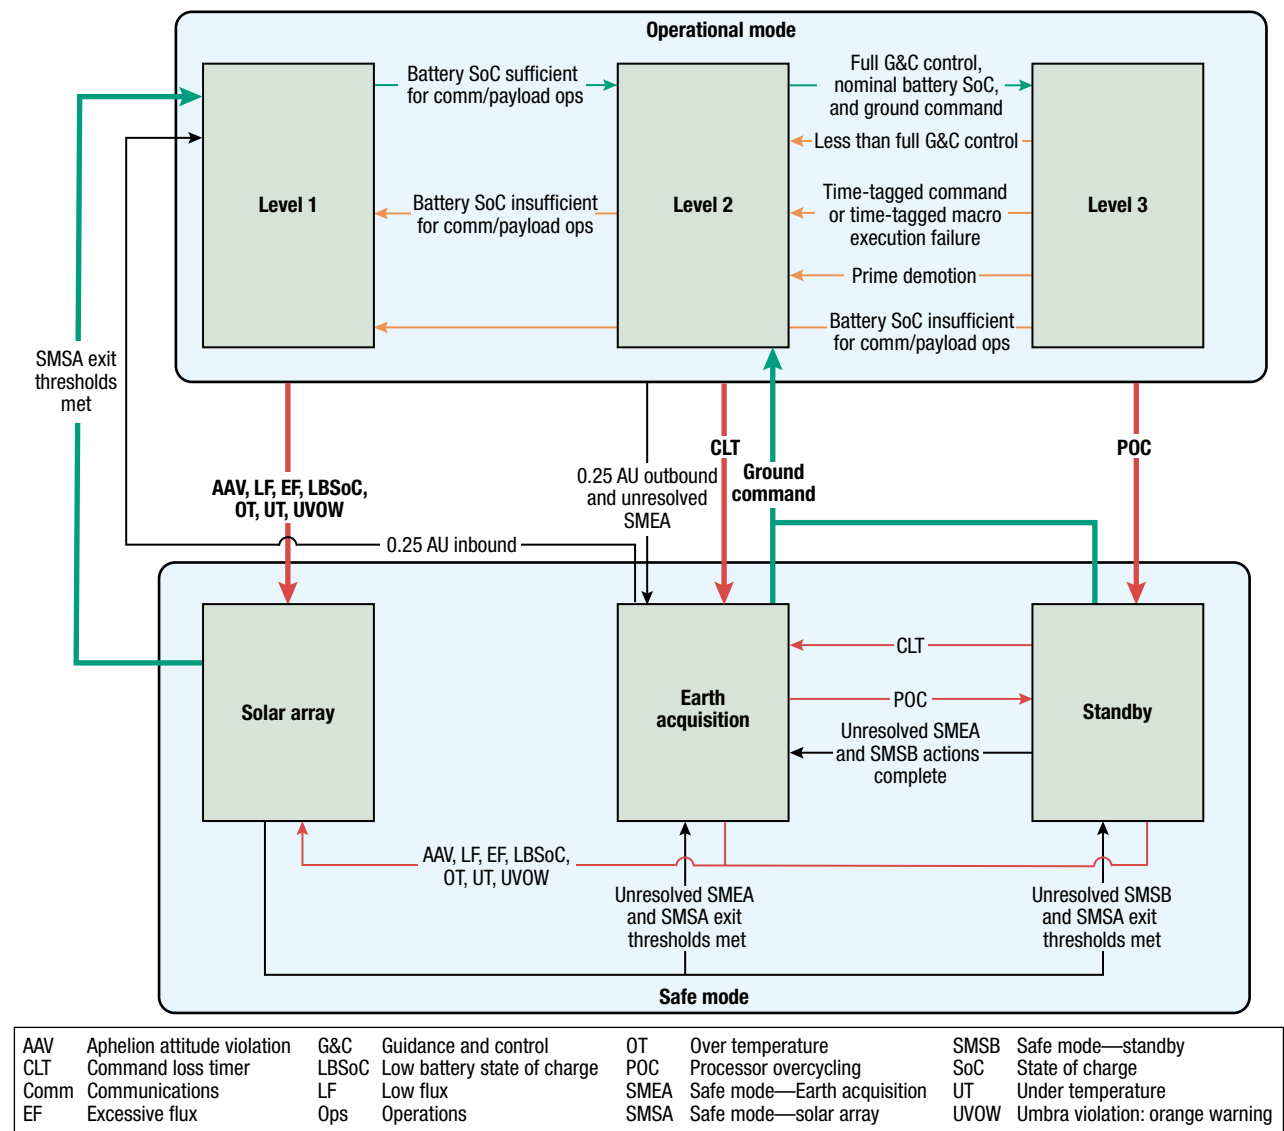 Operational mode
Level 1
Battery SoC sufficient
for comm/payload ops
Level 2
Full G&C control,
nominal battery SoC,
and ground command
Less than full G&C control
Level 3
Battery SoC insufficient
for comm/payload ops
Time-tagged command
or time-tagged macro
execution failure
Prime demotion
Battery SoC insufficient
for comm/payload ops
SMSA exit
thresholds
met
AAV, LF, EF, LBSoC,
OT, UT, UVOW
0.25 AU outbound
and unresolved
SMEA
CLT
Ground
command
POC
0.25 AU inbound
Solar array
Earth
acquisition
Standby
CLT
POC
Unresolved SMEA
and SMSB actions
complete
AAV, LF, EF, LBSoC,
OT, UT, UVOW
Unresolved SMEA
and SMSA exit
thresholds met
Unresolved SMSB
and SMSA exit
thresholds met
Safe mode
AAV Aphelion attitude violation G&C Guidance and control OT Over temperature SMSB Safe mode—standby
CLT Command loss timer LBSoC Low battery state of charge POC Processor overcycling SoC State of charge
Comm Communications LF Low flux SMEA Safe mode—Earth acquisition UT Under temperature
EF Excessive flux Ops Operations SMSA Safe mode—solar array UVOW Umbra violation: orange warning